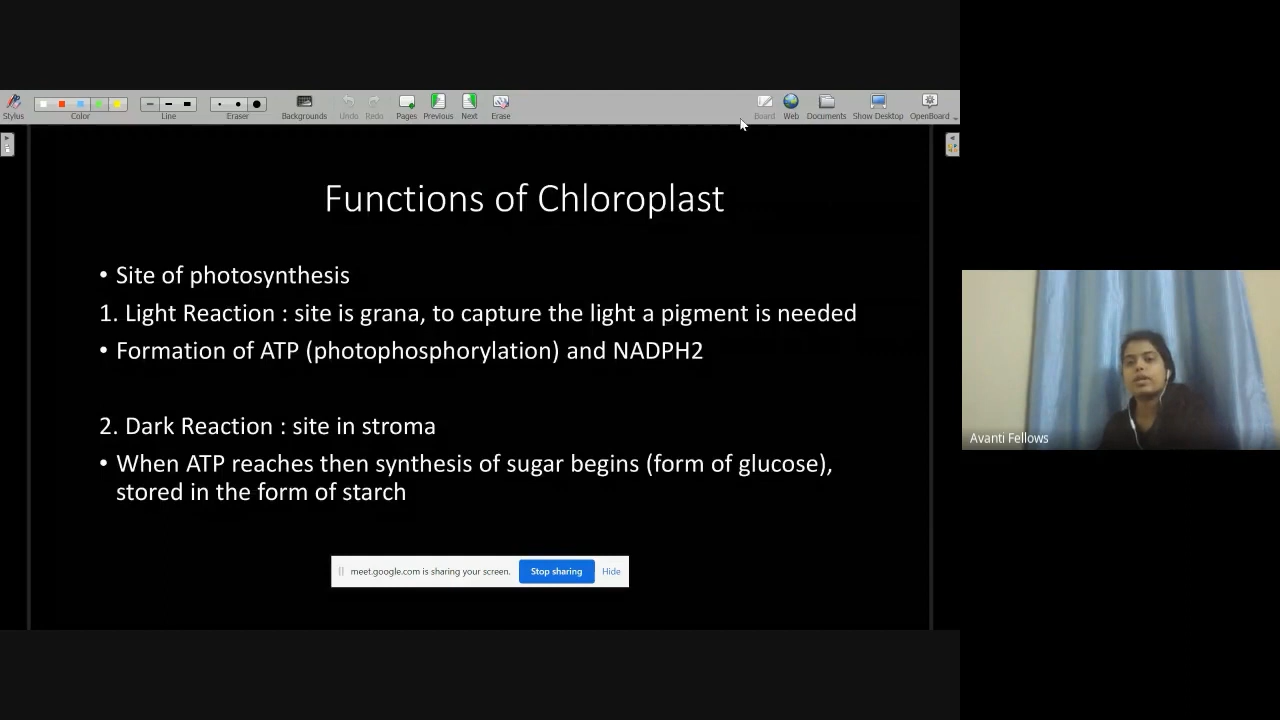 Stylus
Color
Line
Eraser
Backgrounds
Undo
Redo
Pages
Previous
Next
Erase
Board
Web
Documents
Show Desktop
OpenBoard
Functions of Chloroplast
• Site of photosynthesis
1. Light Reaction : site is grana, to capture the light a pigment is needed
• Formation of ATP (photophosphorylation) and NADPH2
2. Dark Reaction : site in stroma
• When ATP reaches then synthesis of sugar begins (form of glucose),
stored in the form of starch
Avanti Fellows
meet.google.com is sharing your screen.
Stop sharing
Hide